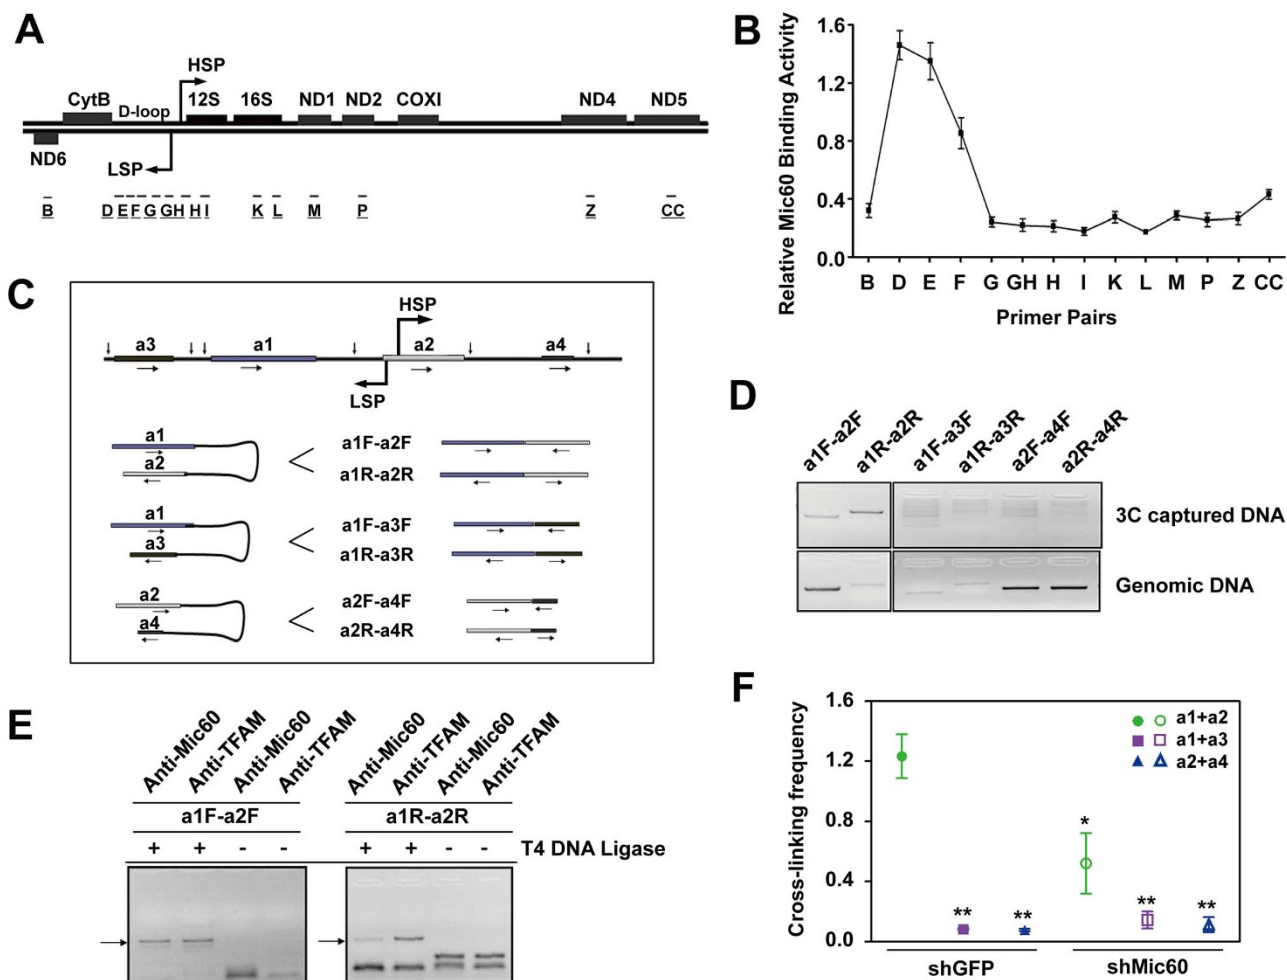 A
HSP
CytB
D-loop
12S
16S
ND1
ND2
COXI
ND4
ND5
ND6
LSP
B D E F G GH H I K L M P Z CC
B
Relative Mic60 Binding Activity
1.6
1.2
0.8
0.4
0.0
B D E F G GH H I K L M P Z CC
Primer Pairs
C
HSP
a3 a1 a2 a4
LSP
a1
a2
a1F-a2F
a1R-a2R
a1
a3
a1F-a3F
a1R-a3R
a2
a4
a2F-a4F
a2R-a4R
D
a1F-a2F
a1R-a2R
a1F-a3F
a1R-a3R
a2F-a4F
a2R-a4R
3C captured DNA
Genomic DNA
E
Anti-Mic60
Anti-TFAM
Anti-Mic60
Anti-TFAM
Anti-Mic60
Anti-TFAM
Anti-Mic60
Anti-TFAM
a1F-a2F
a1R-a2R
+ + - - + + - - T4 DNA Ligase
F
Cross-linking frequency
1.6
1.2
0.8
0.4
0
a1+a2
a1+a3
a2+a4
*
** ** ** **
shGFP
shMic60